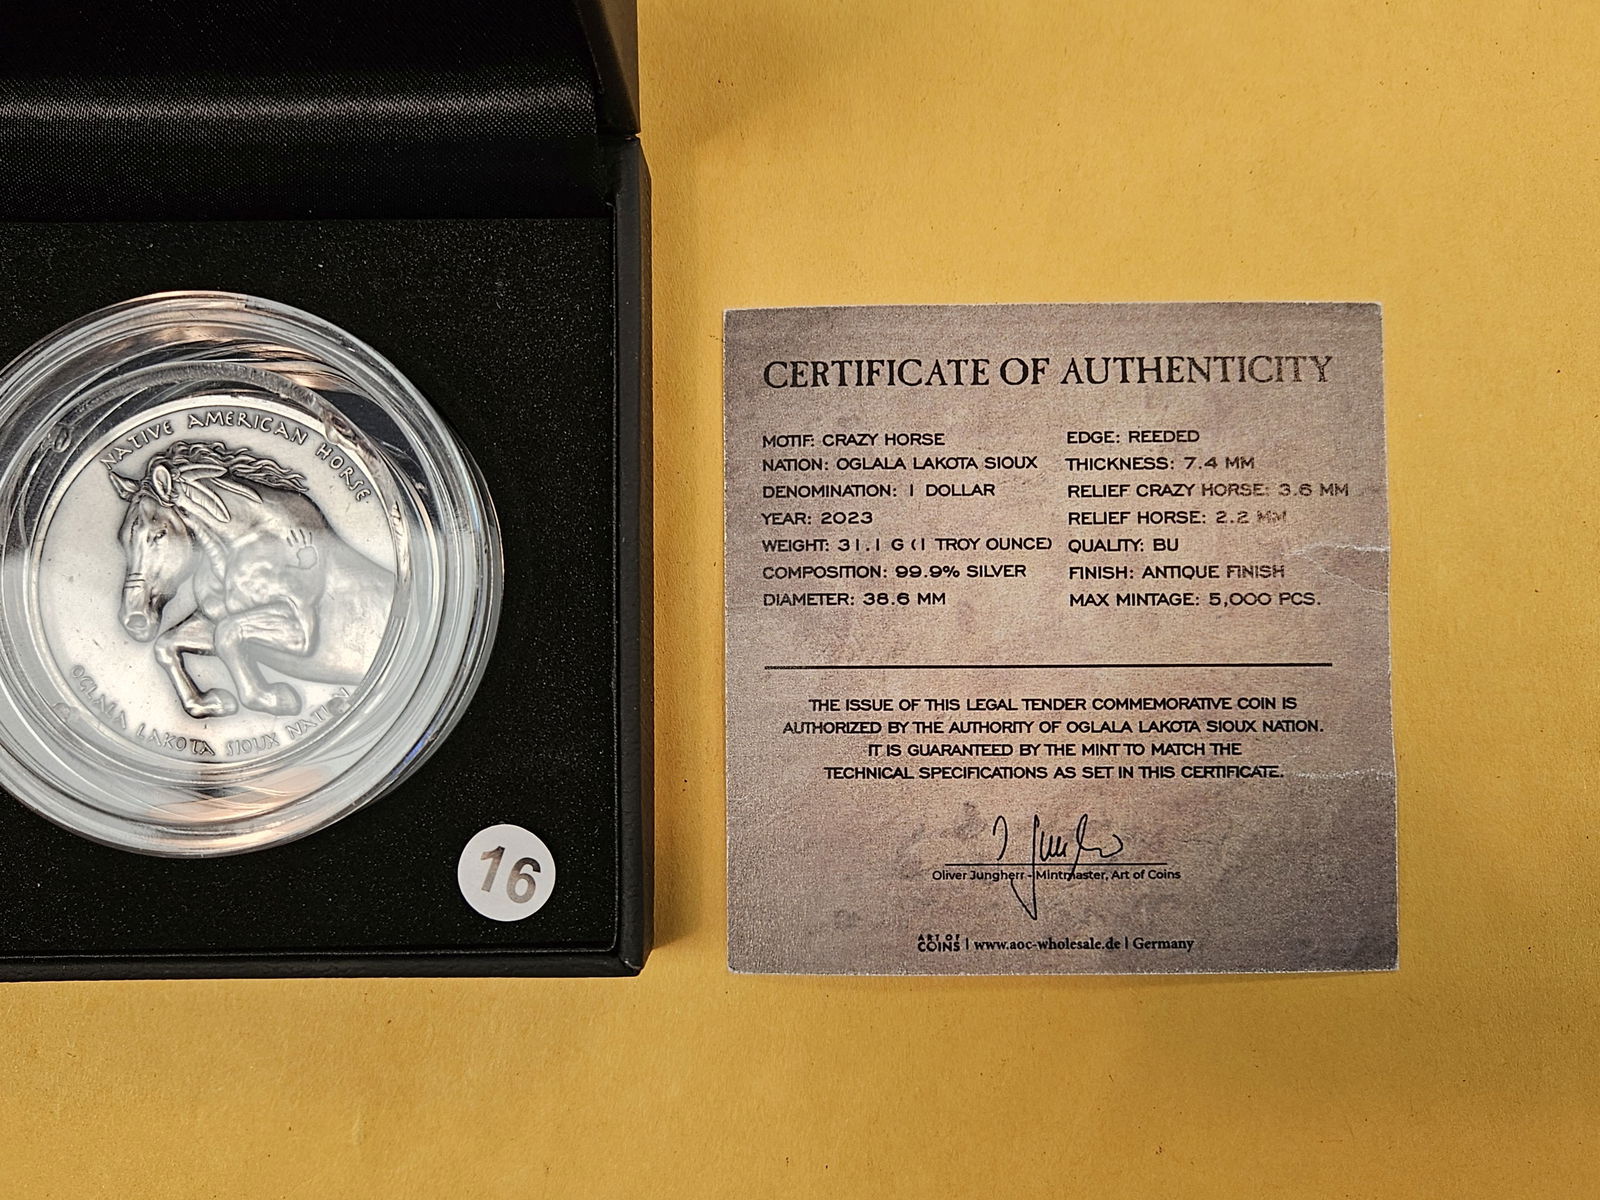 NATIVE AMERICAN HORSE
OGLALA LAKOTA SIOUX NATION
16
CERTIFICATE OF AUTHENTICITY
MOTIF: CRAZY HORSE
NATION: OGLALA LAKOTA SIOUX
DENOMINATION: 1 DOLLAR
YEAR: 2023
WEIGHT: 31.1 G (1 TROY OUNCE)
COMPOSITION: 99.9% SILVER
DIAMETER: 38.6 MM
EDGE: REEDED
THICKNESS: 7.4 MM
RELIEF CRAZY HORSE: 3.6 MM
RELIEF HORSE: 2.2 MM
QUALITY: BU
FINISH: ANTIQUE FINISH
MAX MINTAGE: 5,000 PCS.
THE ISSUE OF THIS LEGAL TENDER COMMEMORATIVE COIN IS
AUTHORIZED BY THE AUTHORITY OF OGLALA LAKOTA SIOUX NATION.
IT IS GUARANTEED BY THE MINT TO MATCH THE
TECHNICAL SPECIFICATIONS AS SET IN THIS CERTIFICATE.
Oliver Jungherr - Mintmaster, Art of Coins
ART OF COINS | www.aoc-wholesale.de | Germany